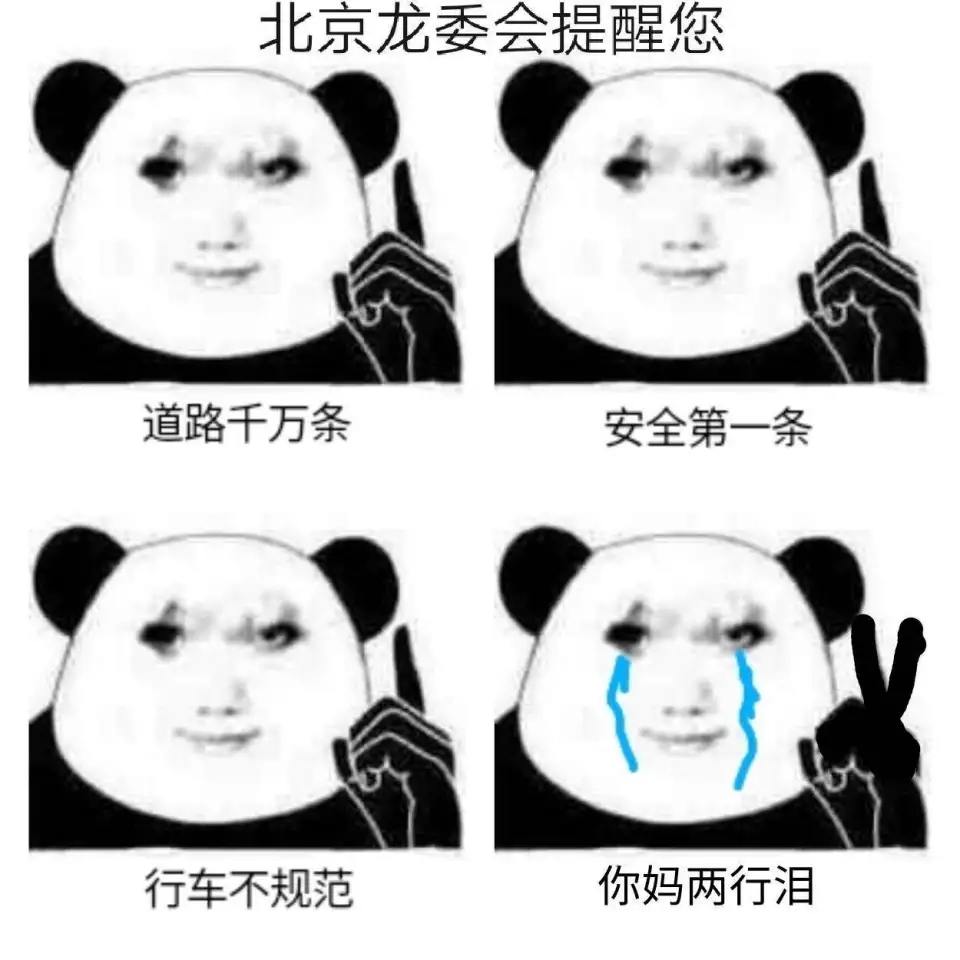 北京龙委会提醒您
道路千万条
安全第一条
行车不规范
你妈两行泪